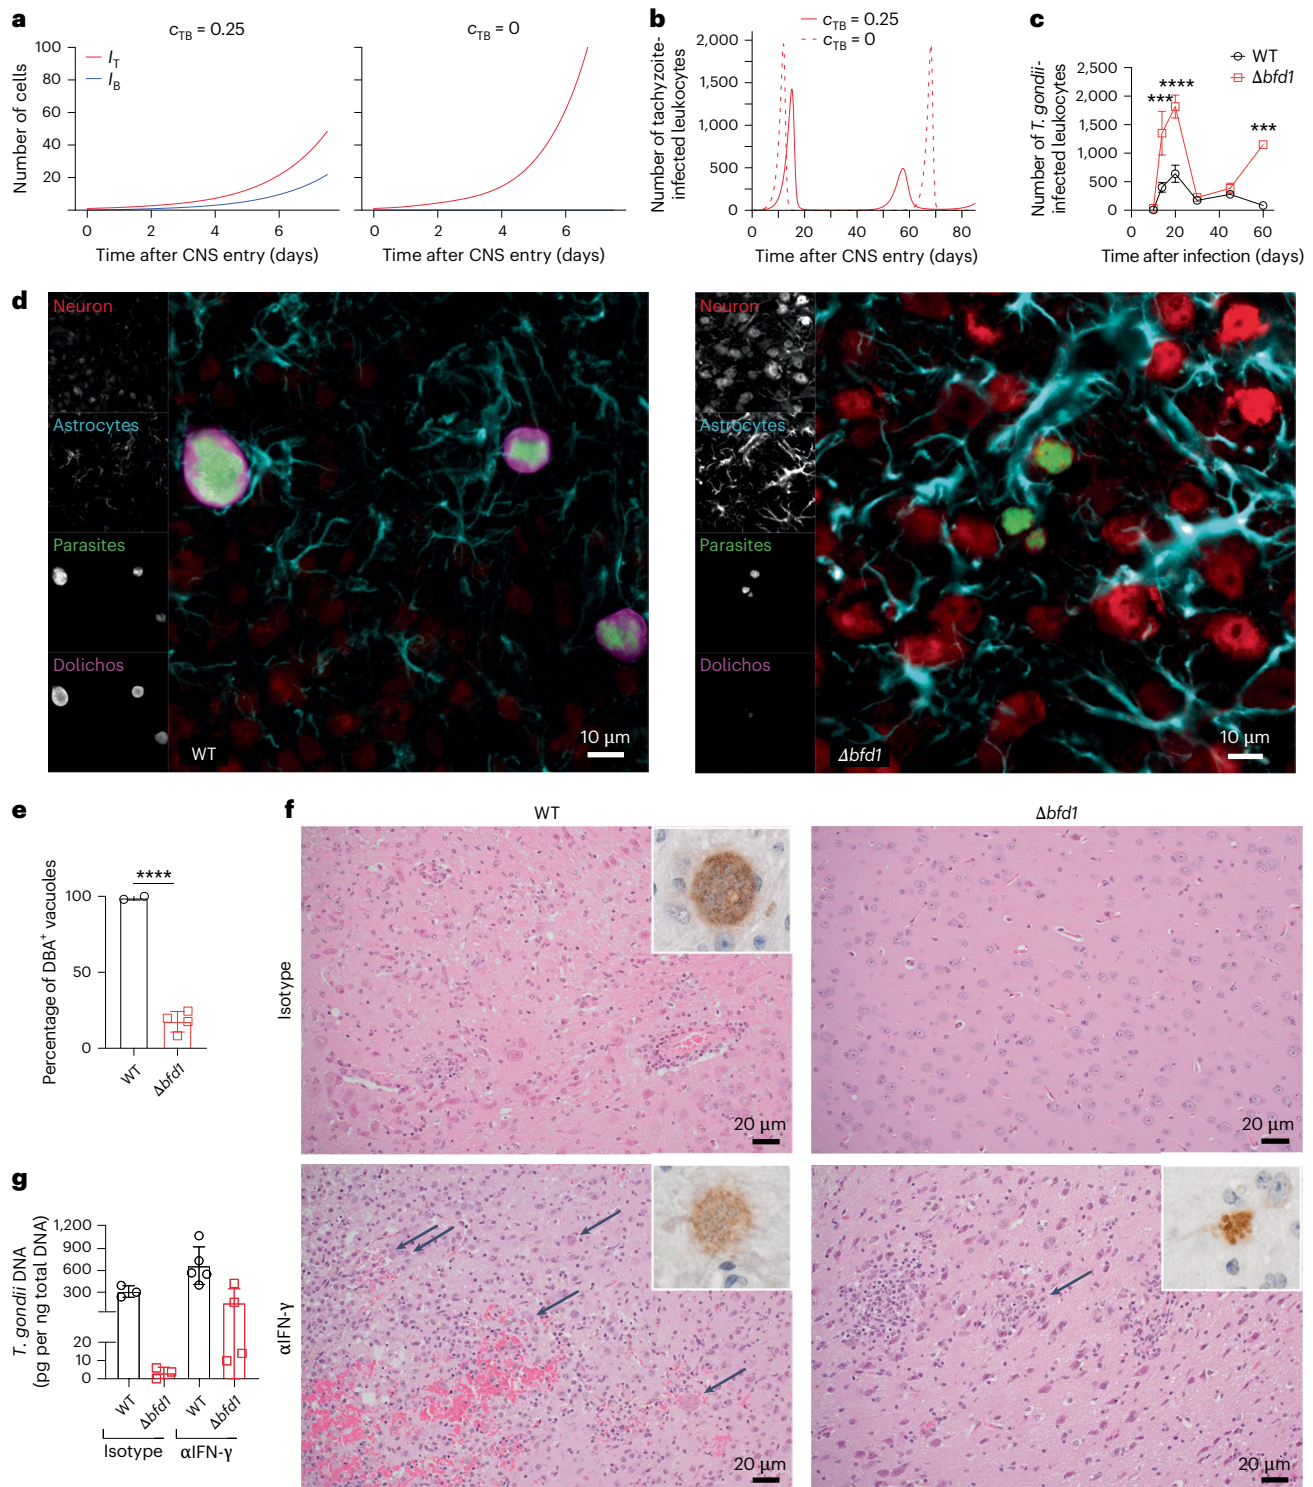 a
c_TB = 0.25
c_TB = 0
Number of cells
100
80
60
40
20
I_T
I_B
0 2 4 6
0 2 4 6
Time after CNS entry (days)
Time after CNS entry (days)
b
c_TB = 0.25
c_TB = 0
Number of tachyzoite-
infected leukocytes
2,000
1,500
1,000
500
0
0 20 40 60 80
Time after CNS entry (days)
c
WT
Δbfd1
Number of T. gondii-
infected leukocytes
2,500
2,000
1,500
1,000
500
0
*** **** ***
0 20 40 60
Time after infection (days)
d
Neuron
Astrocytes
Parasites
Dolichos
WT
10 µm
Neuron
Astrocytes
Parasites
Dolichos
Δbfd1
10 µm
e
Percentage of DBA+ vacuoles
100
50
0
****
WT
Δbfd1
f
WT
Δbfd1
Isotype
20 µm
20 µm
αIFN-γ
20 µm
20 µm
g
T. gondii DNA
(pg per ng total DNA)
1,200
900
600
300
20
10
0
WT
Δbfd1
WT
Δbfd1
Isotype
αIFN-γ